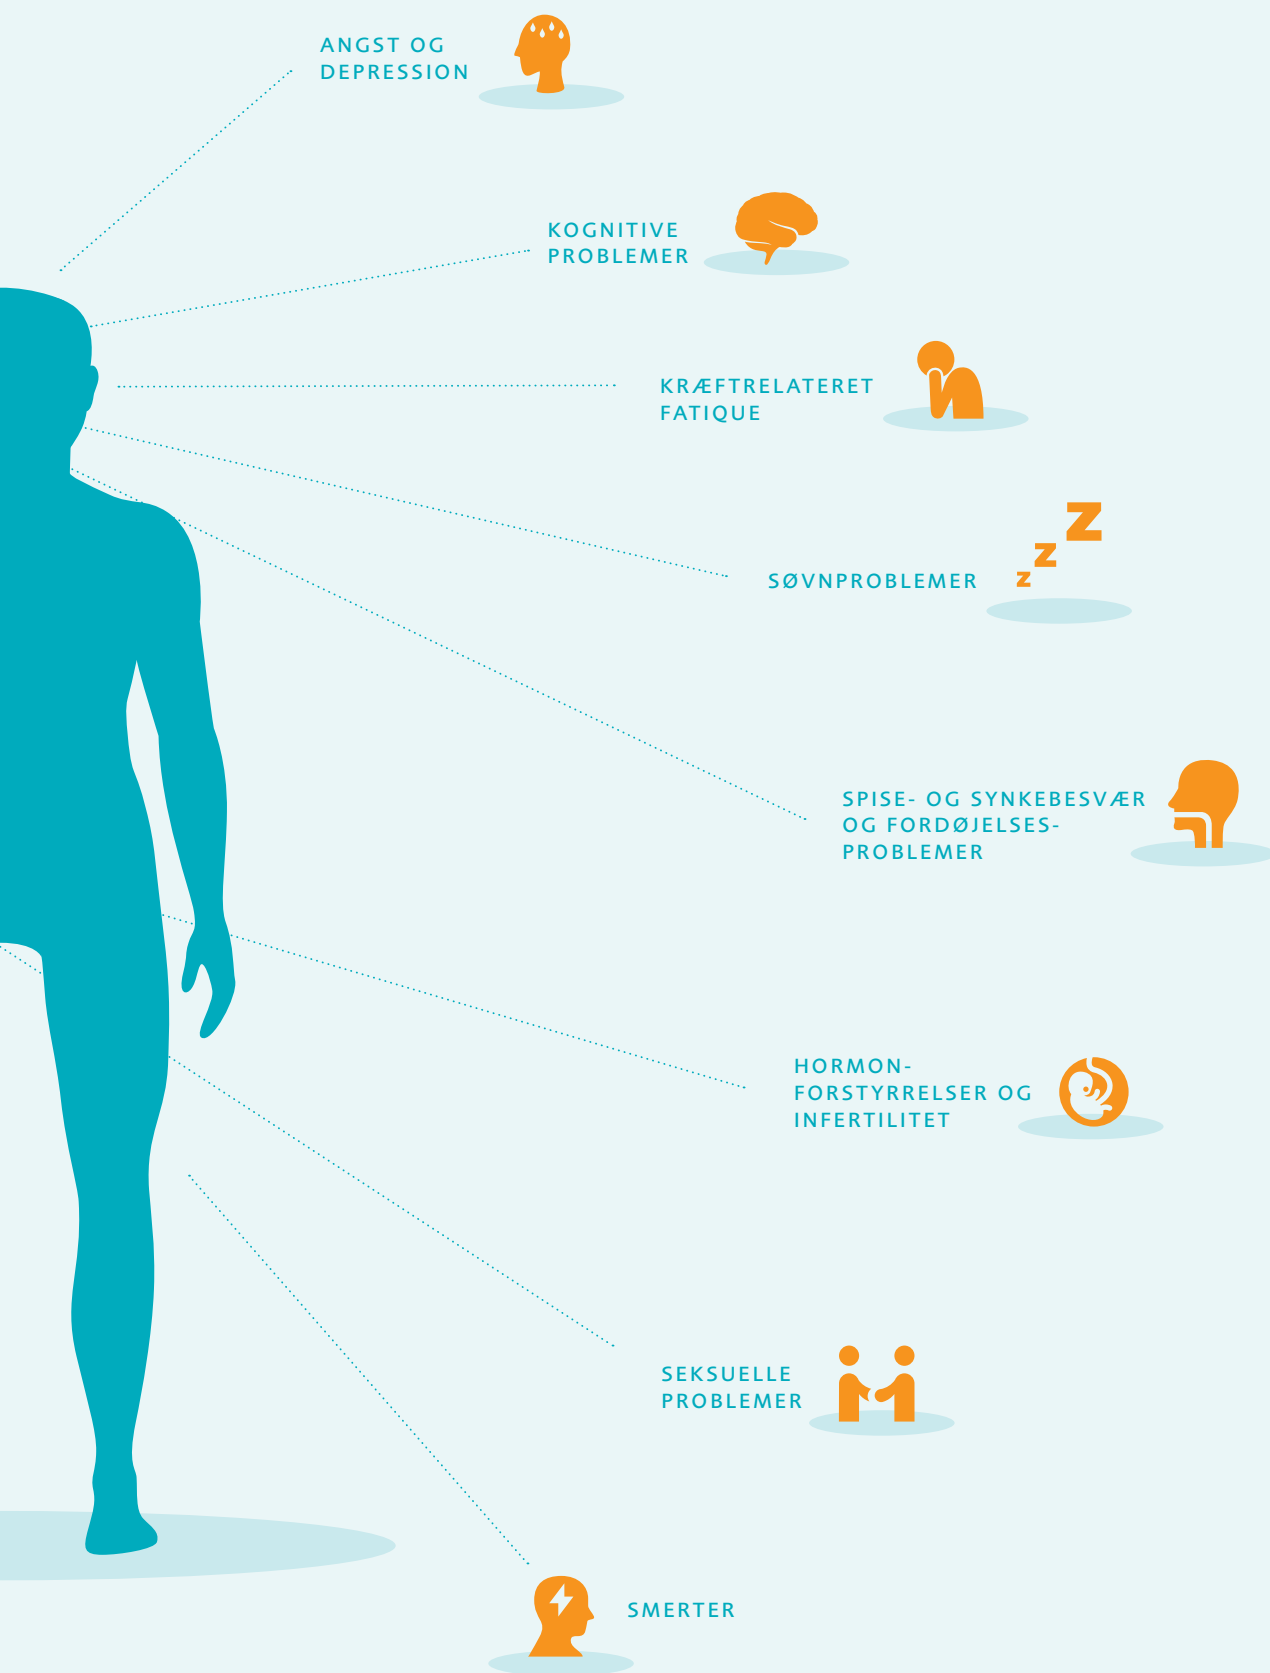 ANGST OG
DEPRESSION
KOGNITIVE
PROBLEMER
KRÆFTRELATERET
FATIQUE
SØVNPROBLEMER
SPISE- OG SYNKEBESVÆR
OG FORDØJELSES-
PROBLEMER
HORMON-
FORSTYRRELSER OG
INFERTILITET
SEKSUELLE
PROBLEMER
SMERTER